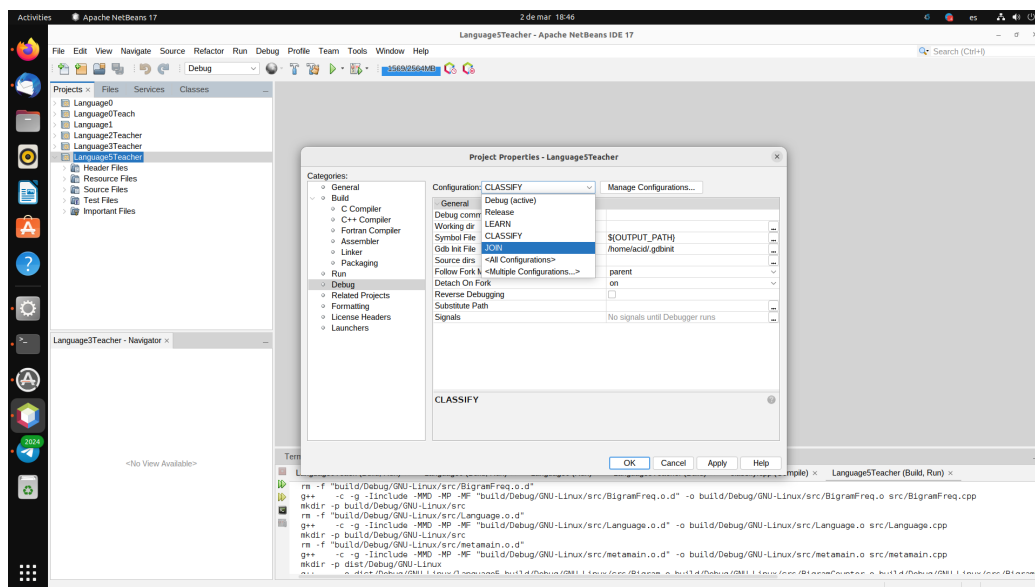 Activities
Apache NetBeans 17
2 de mar 18:46
es
Language5Teacher - Apache NetBeans IDE 17
File Edit View Navigate Source Refactor Run Debug Profile Team Tools Window Help
Search (Ctrl+I)
Debug
1569/2564MB
Projects × Files Services Classes
Language0
Language0Teach
Language1
Language2Teacher
Language3Teacher
Language5Teacher
Header Files
Resource Files
Source Files
Test Files
Important Files
Language3Teacher - Navigator ×
<No View Available>
2024
Project Properties - Language5Teacher
Categories:
General
Build
C Compiler
C++ Compiler
Fortran Compiler
Assembler
Linker
Packaging
Run
Debug
Related Projects
Formatting
License Headers
Launchers
Configuration: CLASSIFY
Manage Configurations...
Debug (active)
Release
LEARN
CLASSIFY
JOIN
<All Configurations>
<Multiple Configurations...>
General
Debug comm
Working dir
Symbol File ${OUTPUT_PATH}
Gdb Init File /home/acid/.gdbinit
Source dirs
Follow Fork M parent
Detach On Fork on
Reverse Debugging
Substitute Path
Signals No signals until Debugger runs
CLASSIFY
OK Cancel Apply Help
Term
mpile) × Language5Teacher (Build, Run) ×
rm -f "build/Debug/GNU-Linux/src/BigramFreq.o.d"
g++ -c -g -Iinclude -MMD -MP -MF "build/Debug/GNU-Linux/src/BigramFreq.o.d" -o build/Debug/GNU-Linux/src/BigramFreq.o src/BigramFreq.cpp
mkdir -p build/Debug/GNU-Linux/src
rm -f "build/Debug/GNU-Linux/src/Language.o.d"
g++ -c -g -Iinclude -MMD -MP -MF "build/Debug/GNU-Linux/src/Language.o.d" -o build/Debug/GNU-Linux/src/Language.o src/Language.cpp
mkdir -p build/Debug/GNU-Linux/src
rm -f "build/Debug/GNU-Linux/src/metamain.o.d"
g++ -c -g -Iinclude -MMD -MP -MF "build/Debug/GNU-Linux/src/metamain.o.d" -o build/Debug/GNU-Linux/src/metamain.o src/metamain.cpp
mkdir -p dist/Debug/GNU-Linux